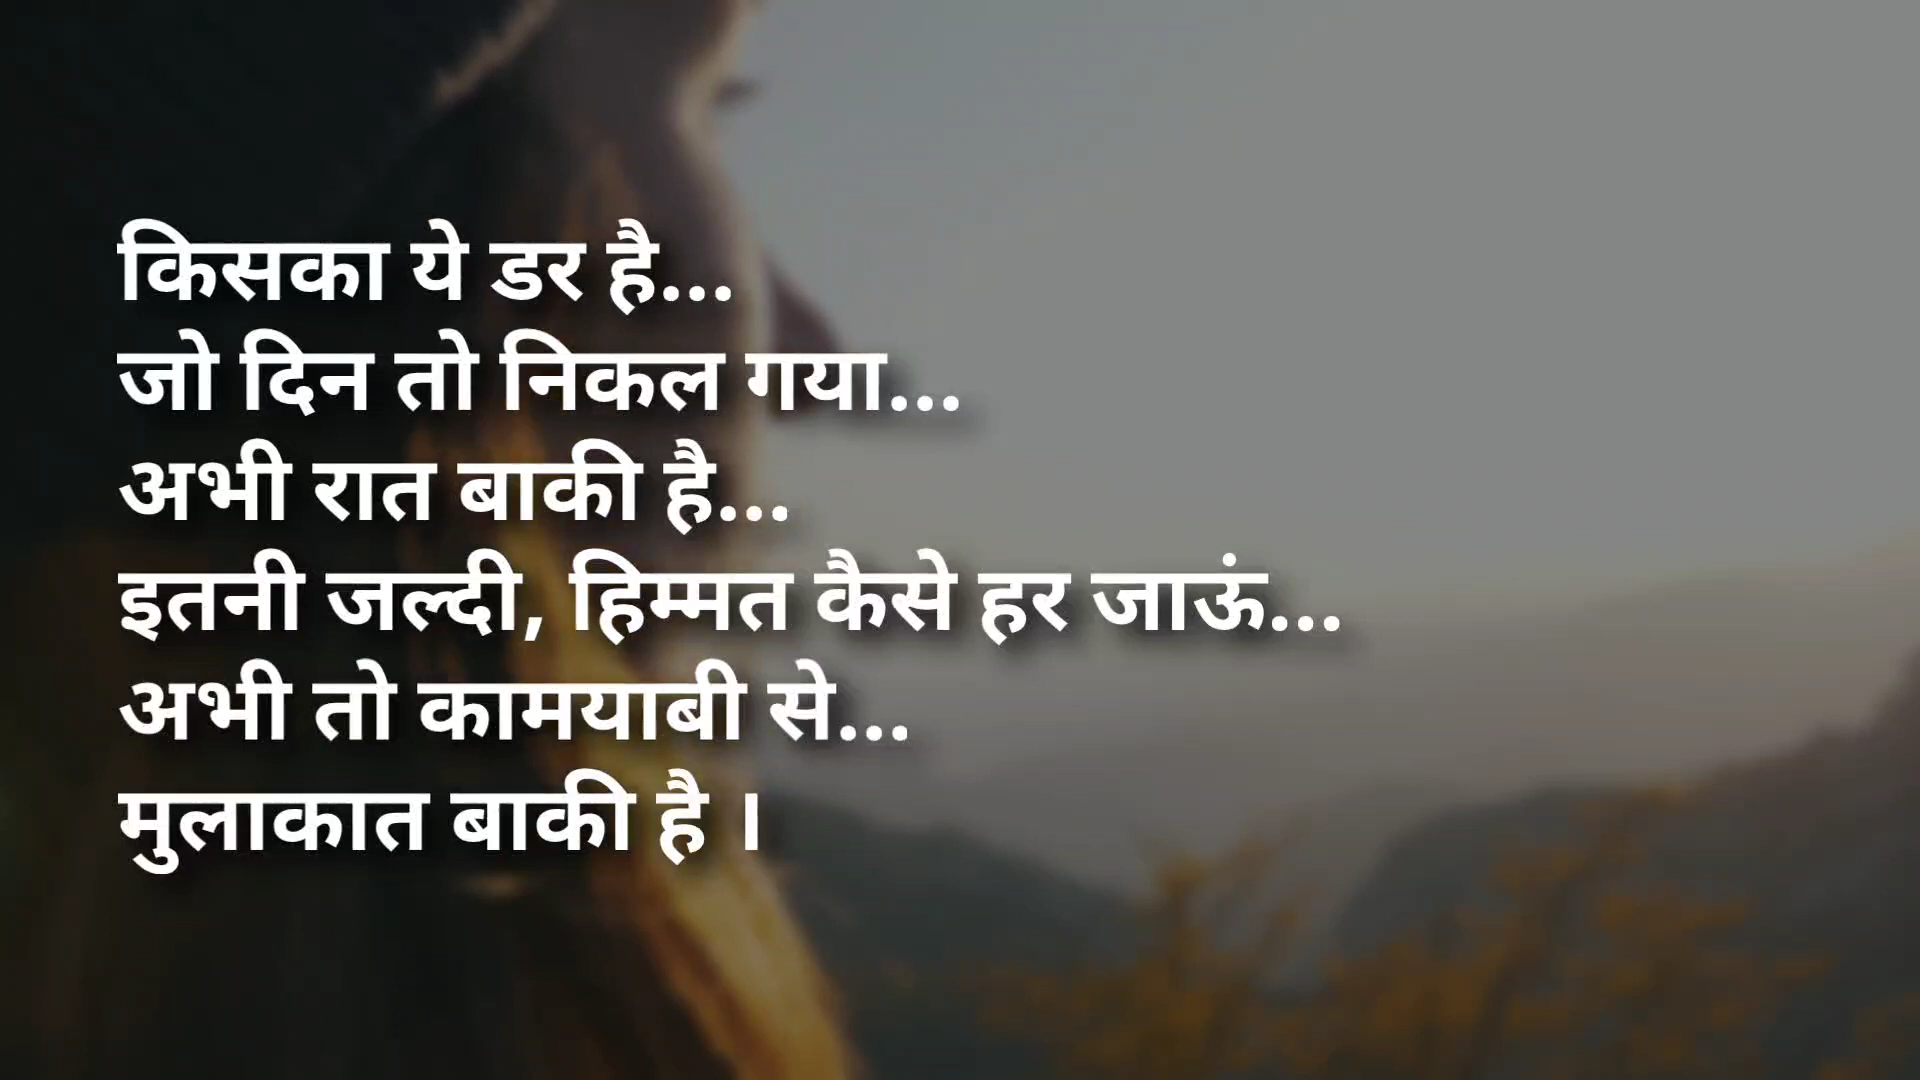 किसका ये डर है...
जो दिन तो निकल गया...
अभी रात बाकी है...
इतनी जल्दी, हिम्मत कैसे हर जाऊं...
अभी तो कामयाबी से...
मुलाकात बाकी है ।